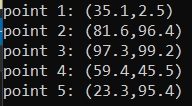 point 1: (35.1,2.5)
point 2: (81.6,96.4)
point 3: (97.3,99.2)
point 4: (59.4,45.5)
point 5: (23.3,95.4)